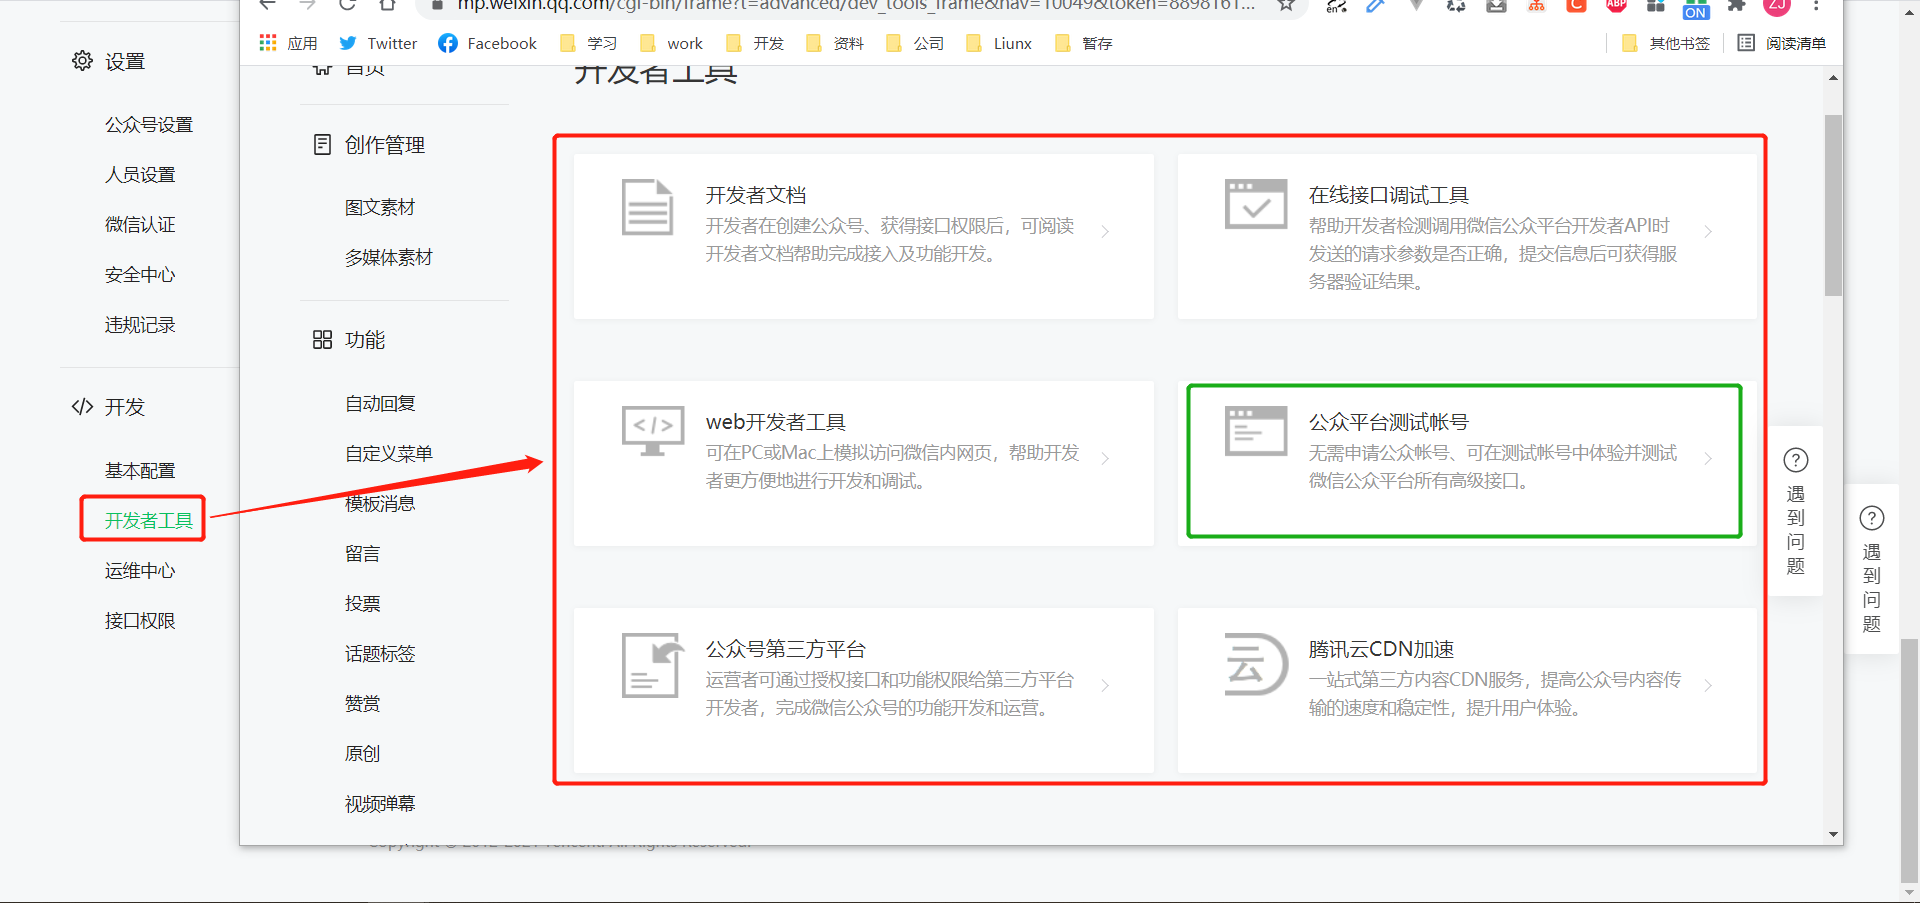 设置
公众号设置
人员设置
微信认证
安全中心
违规记录
开发
基本配置
开发者工具
运维中心
接口权限
mp.weixin.qq.com/cgi-bin/frame?t=advanced/dev_tools_frame&nav=10049&token=8898161...
en
C
ABP
ON
ZJ
应用
Twitter
Facebook
学习
work
开发
资料
公司
Liunx
暂存
其他书签
阅读清单
首页
创作管理
图文素材
多媒体素材
功能
自动回复
自定义菜单
模板消息
留言
投票
话题标签
赞赏
原创
视频弹幕
开发者工具
开发者文档
开发者在创建公众号、获得接口权限后，可阅读
开发者文档帮助完成接入及功能开发。
在线接口调试工具
帮助开发者检测调用微信公众平台开发者API时
发送的请求参数是否正确，提交信息后可获得服
务器验证结果。
web开发者工具
可在PC或Mac上模拟访问微信内网页，帮助开发
者更方便地进行开发和调试。
公众平台测试帐号
无需申请公众帐号、可在测试帐号中体验并测试
微信公众平台所有高级接口。
公众号第三方平台
运营者可通过授权接口和功能权限给第三方平台
开发者，完成微信公众号的功能开发和运营。
云
腾讯云CDN加速
一站式第三方内容CDN服务，提高公众号内容传
输的速度和稳定性，提升用户体验。
遇到问题
遇到问题
Copyright © 2012-2021 Tencent. All Rights Reserved.